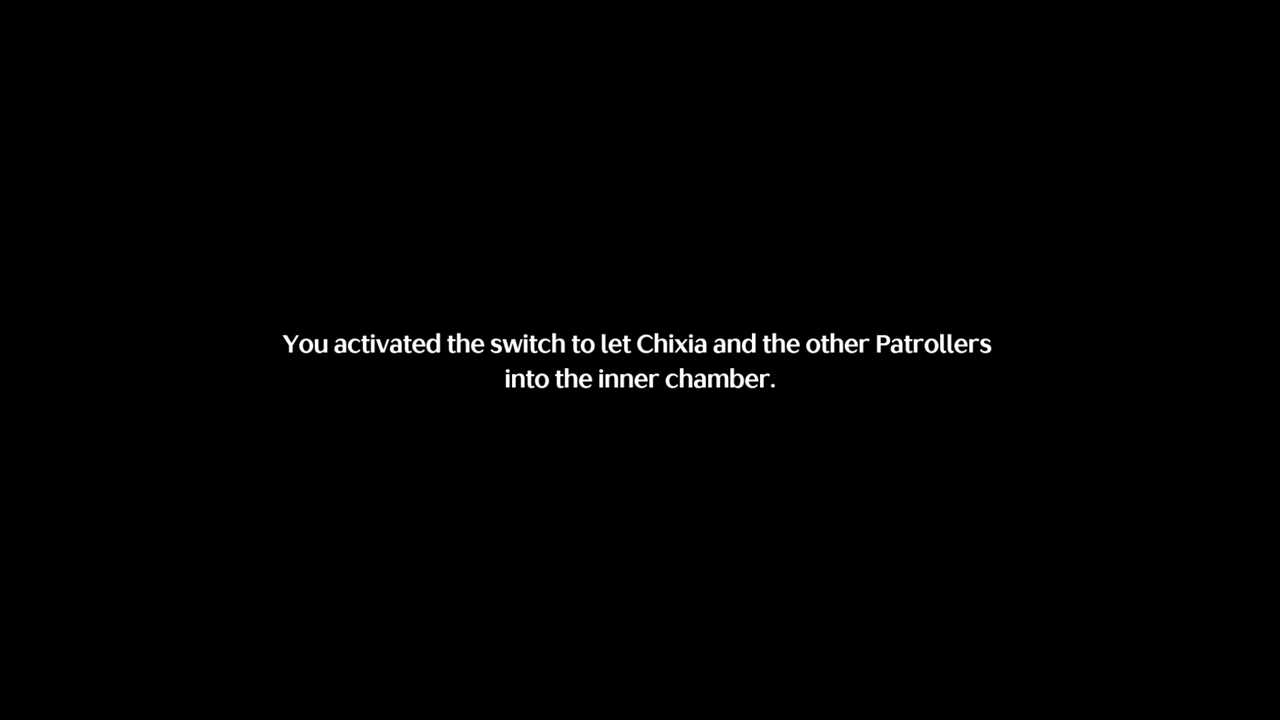 You activated the switch to let Chixia and the other Patrollers
into the inner chamber.